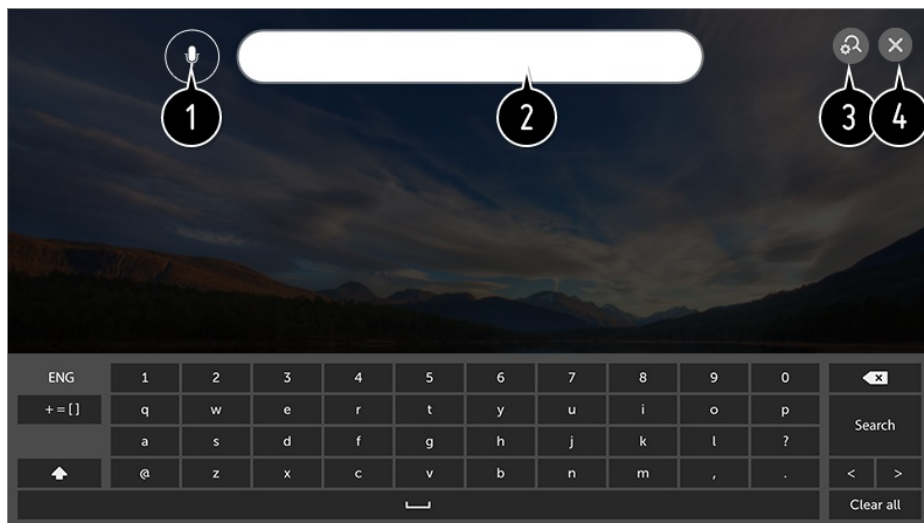 1 2 3 4
ENG 1 2 3 4 5 6 7 8 9 0
+ = [ ] q w e r t y u i o p
Search
a s d f g h j k l ?
@ z x c v b n m , . < >
Clear all